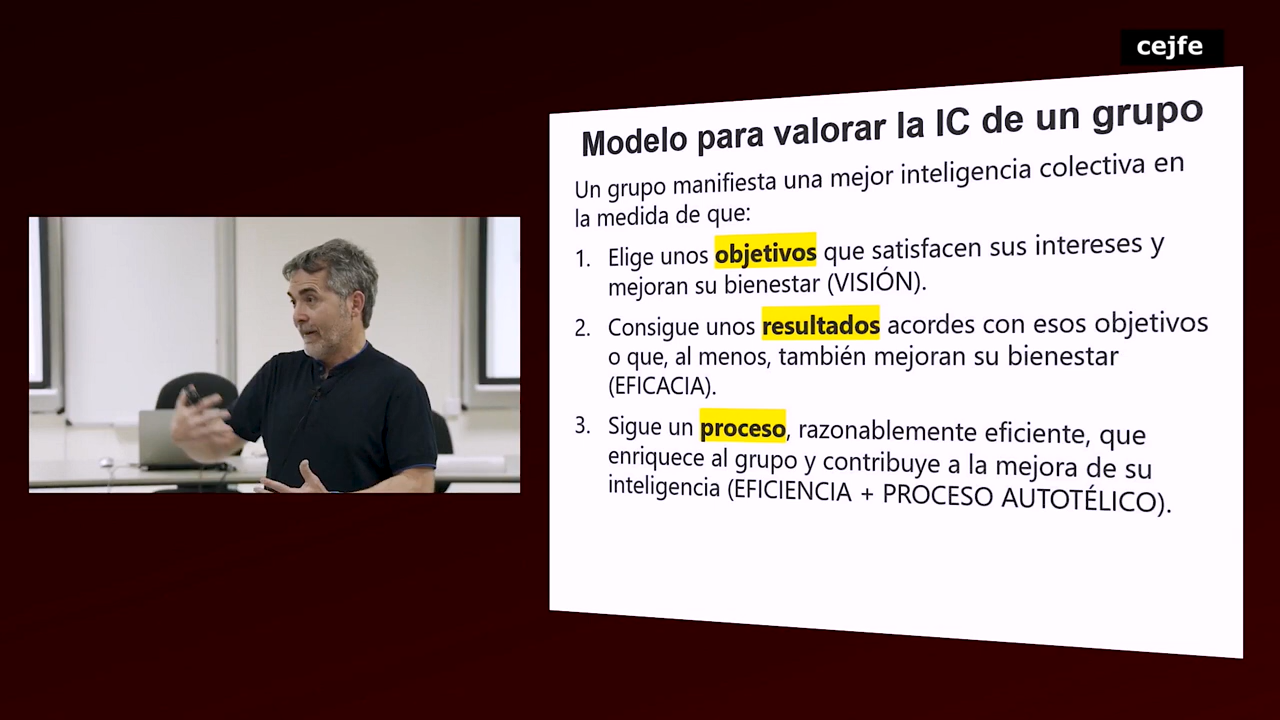 cejfe
Modelo para valorar la IC de un grupo
Un grupo manifiesta una mejor inteligencia colectiva en
la medida de que:
1. Elige unos objetivos que satisfacen sus intereses y
mejoran su bienestar (VISIÓN).
2. Consigue unos resultados acordes con esos objetivos
o que, al menos, también mejoran su bienestar
(EFICACIA).
3. Sigue un proceso, razonablemente eficiente, que
enriquece al grupo y contribuye a la mejora de su
inteligencia (EFICIENCIA + PROCESO AUTOTÉLICO).